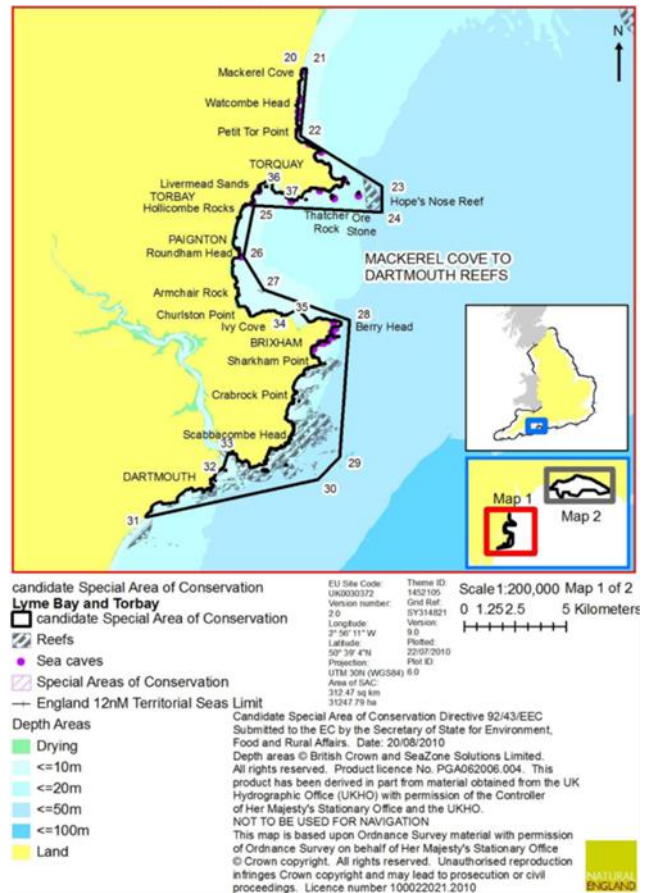 N
20
21
Mackerel Cove
Watcombe Head
Petit Tor Point
22
TORQUAY
36
Livermead Sands
37
23
TORBAY
Hollicombe Rocks
Hope's Nose Reef
25
24
Thatcher Rock
Ore Stone
PAIGNTON
Roundham Head
26
MACKEREL COVE TO
DARTMOUTH REEFS
27
Armchair Rock
35
28
Churlston Point
34
Ivy Cove
Berry Head
BRIXHAM
Sharkham Point
Crabrock Point
Scabbacombe Head
33
29
32
DARTMOUTH
30
31
Map 1
Map 2
candidate Special Area of Conservation
Lyme Bay and Torbay
candidate Special Area of Conservation
Reefs
Sea caves
Special Areas of Conservation
England 12nM Territorial Seas Limit
Depth Areas
Drying
<=10m
<=20m
<=50m
<=100m
Land
EU Site Code:
UK0030372
Version number:
2.0
Longitude:
2° 56' 11" W
Latitude:
50° 39' 4"N
Projection:
UTM 30N (WGS84)
Area of SAC:
312.47 sq km
31247.79 ha
Theme ID:
1452105
Grid Ref:
SY314821
Version:
9.0
Plotted:
22/07/2010
Plot ID:
6.0
Scale 1:200,000 Map 1 of 2
0 1.25 2.5 5 Kilometers
Candidate Special Area of Conservation Directive 92/43/EEC
Submitted to the EC by the Secretary of State for Environment,
Food and Rural Affairs. Date: 20/08/2010
Depth areas © British Crown and SeaZone Solutions Limited.
All rights reserved. Product licence No. PGA062006.004. This
product has been derived in part from material obtained from the UK
Hydrographic Office (UKHO) with permission of the Controller
of Her Majesty's Stationary Office and the UKHO.
NOT TO BE USED FOR NAVIGATION
This map is based upon Ordnance Survey material with permission
of Ordnance Survey on behalf of Her Majesty's Stationary Office
© Crown copyright. All rights reserved. Unauthorised reproduction
infringes Crown copyright and may lead to prosecution or civil
proceedings. Licence number 100022021.2010
NATURAL
ENGLAND